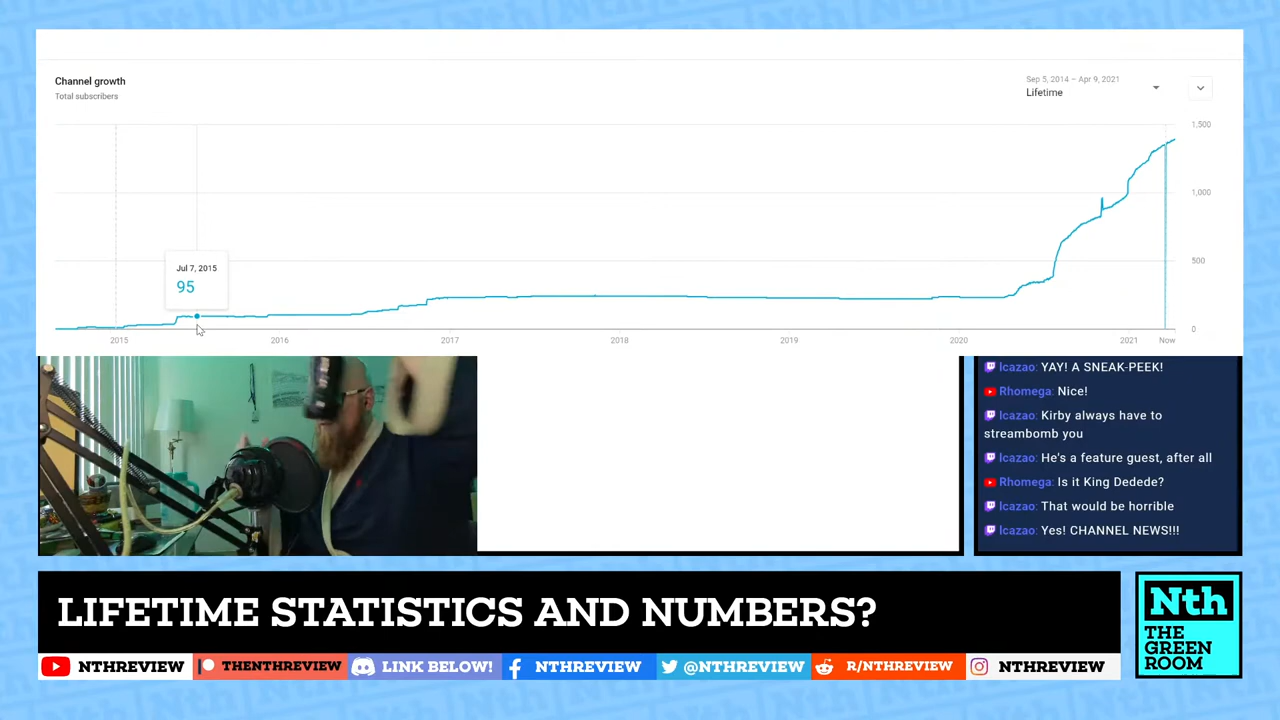 Channel growth
Total subscribers
Sep 5, 2014 – Apr 9, 2021
Lifetime
1,500
1,000
500
0
Jul 7, 2015
95
2015
2016
2017
2018
2019
2020
2021
Now
Icazao: YAY! A SNEAK-PEEK!
Rhomega: Nice!
Icazao: Kirby always have to
streambomb you
Icazao: He's a feature guest, after all
Rhomega: Is it King Dedede?
Icazao: That would be horrible
Icazao: Yes! CHANNEL NEWS!!!
LIFETIME STATISTICS AND NUMBERS?
Nth
THE
GREEN
ROOM
NTHREVIEW
THENTHREVIEW
LINK BELOW!
NTHREVIEW
@NTHREVIEW
R/NTHREVIEW
NTHREVIEW